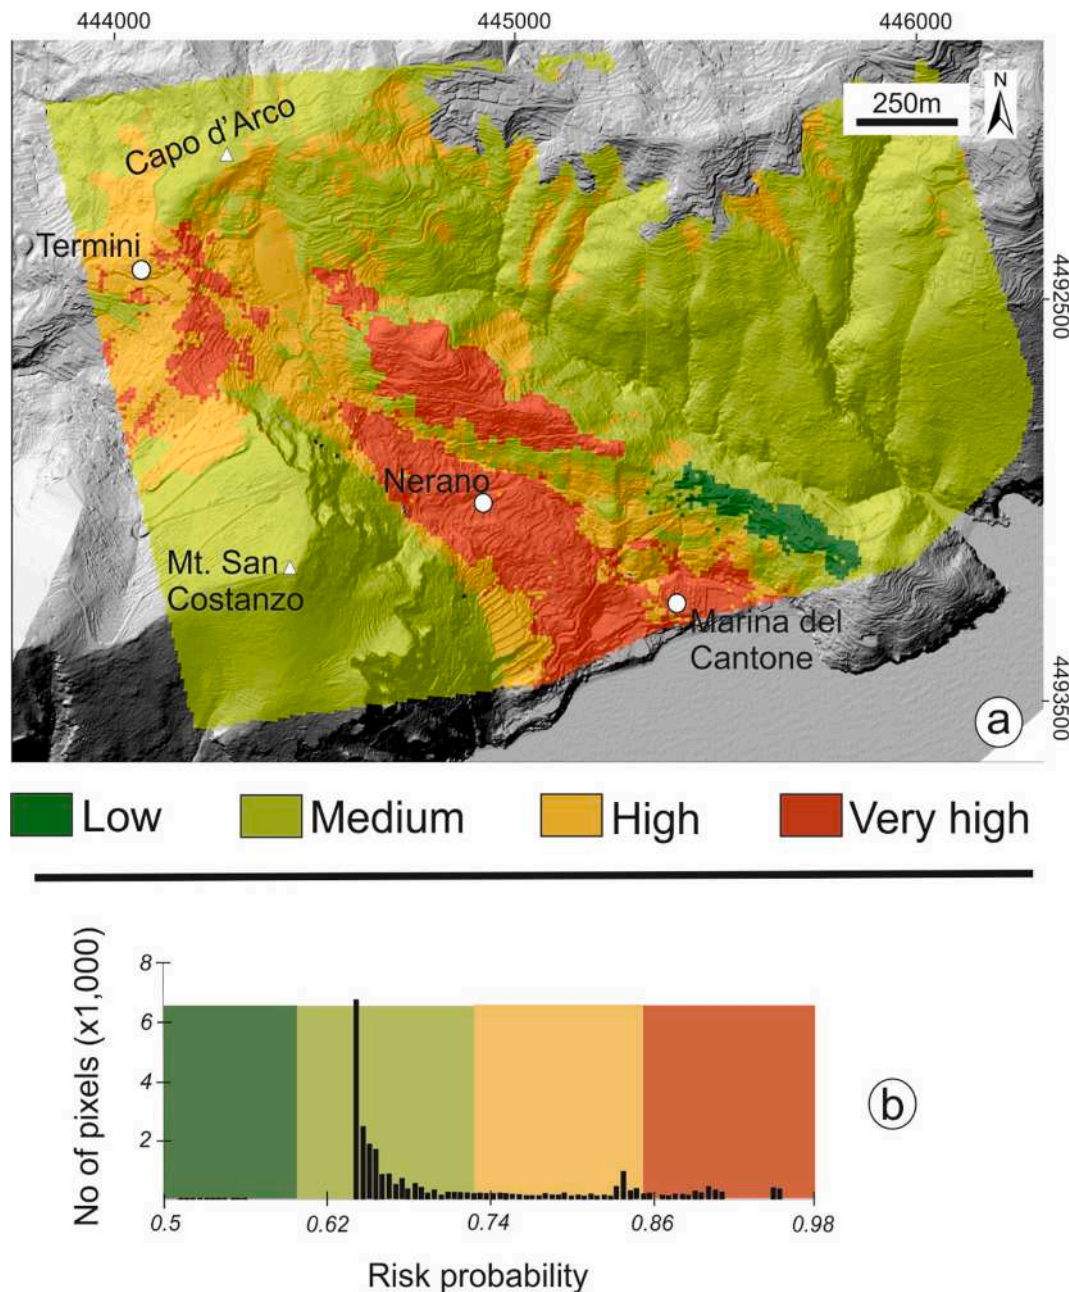 444000 445000 446000
N
250m
Capo d'Arco
Termini
4492500
Nerano
Mt. San
Costanzo
Marina del
Cantone
4493500
a
Low Medium High Very high
No of pixels (x1,000)
8
6
4
2
b
0.5 0.62 0.74 0.86 0.98
Risk probability